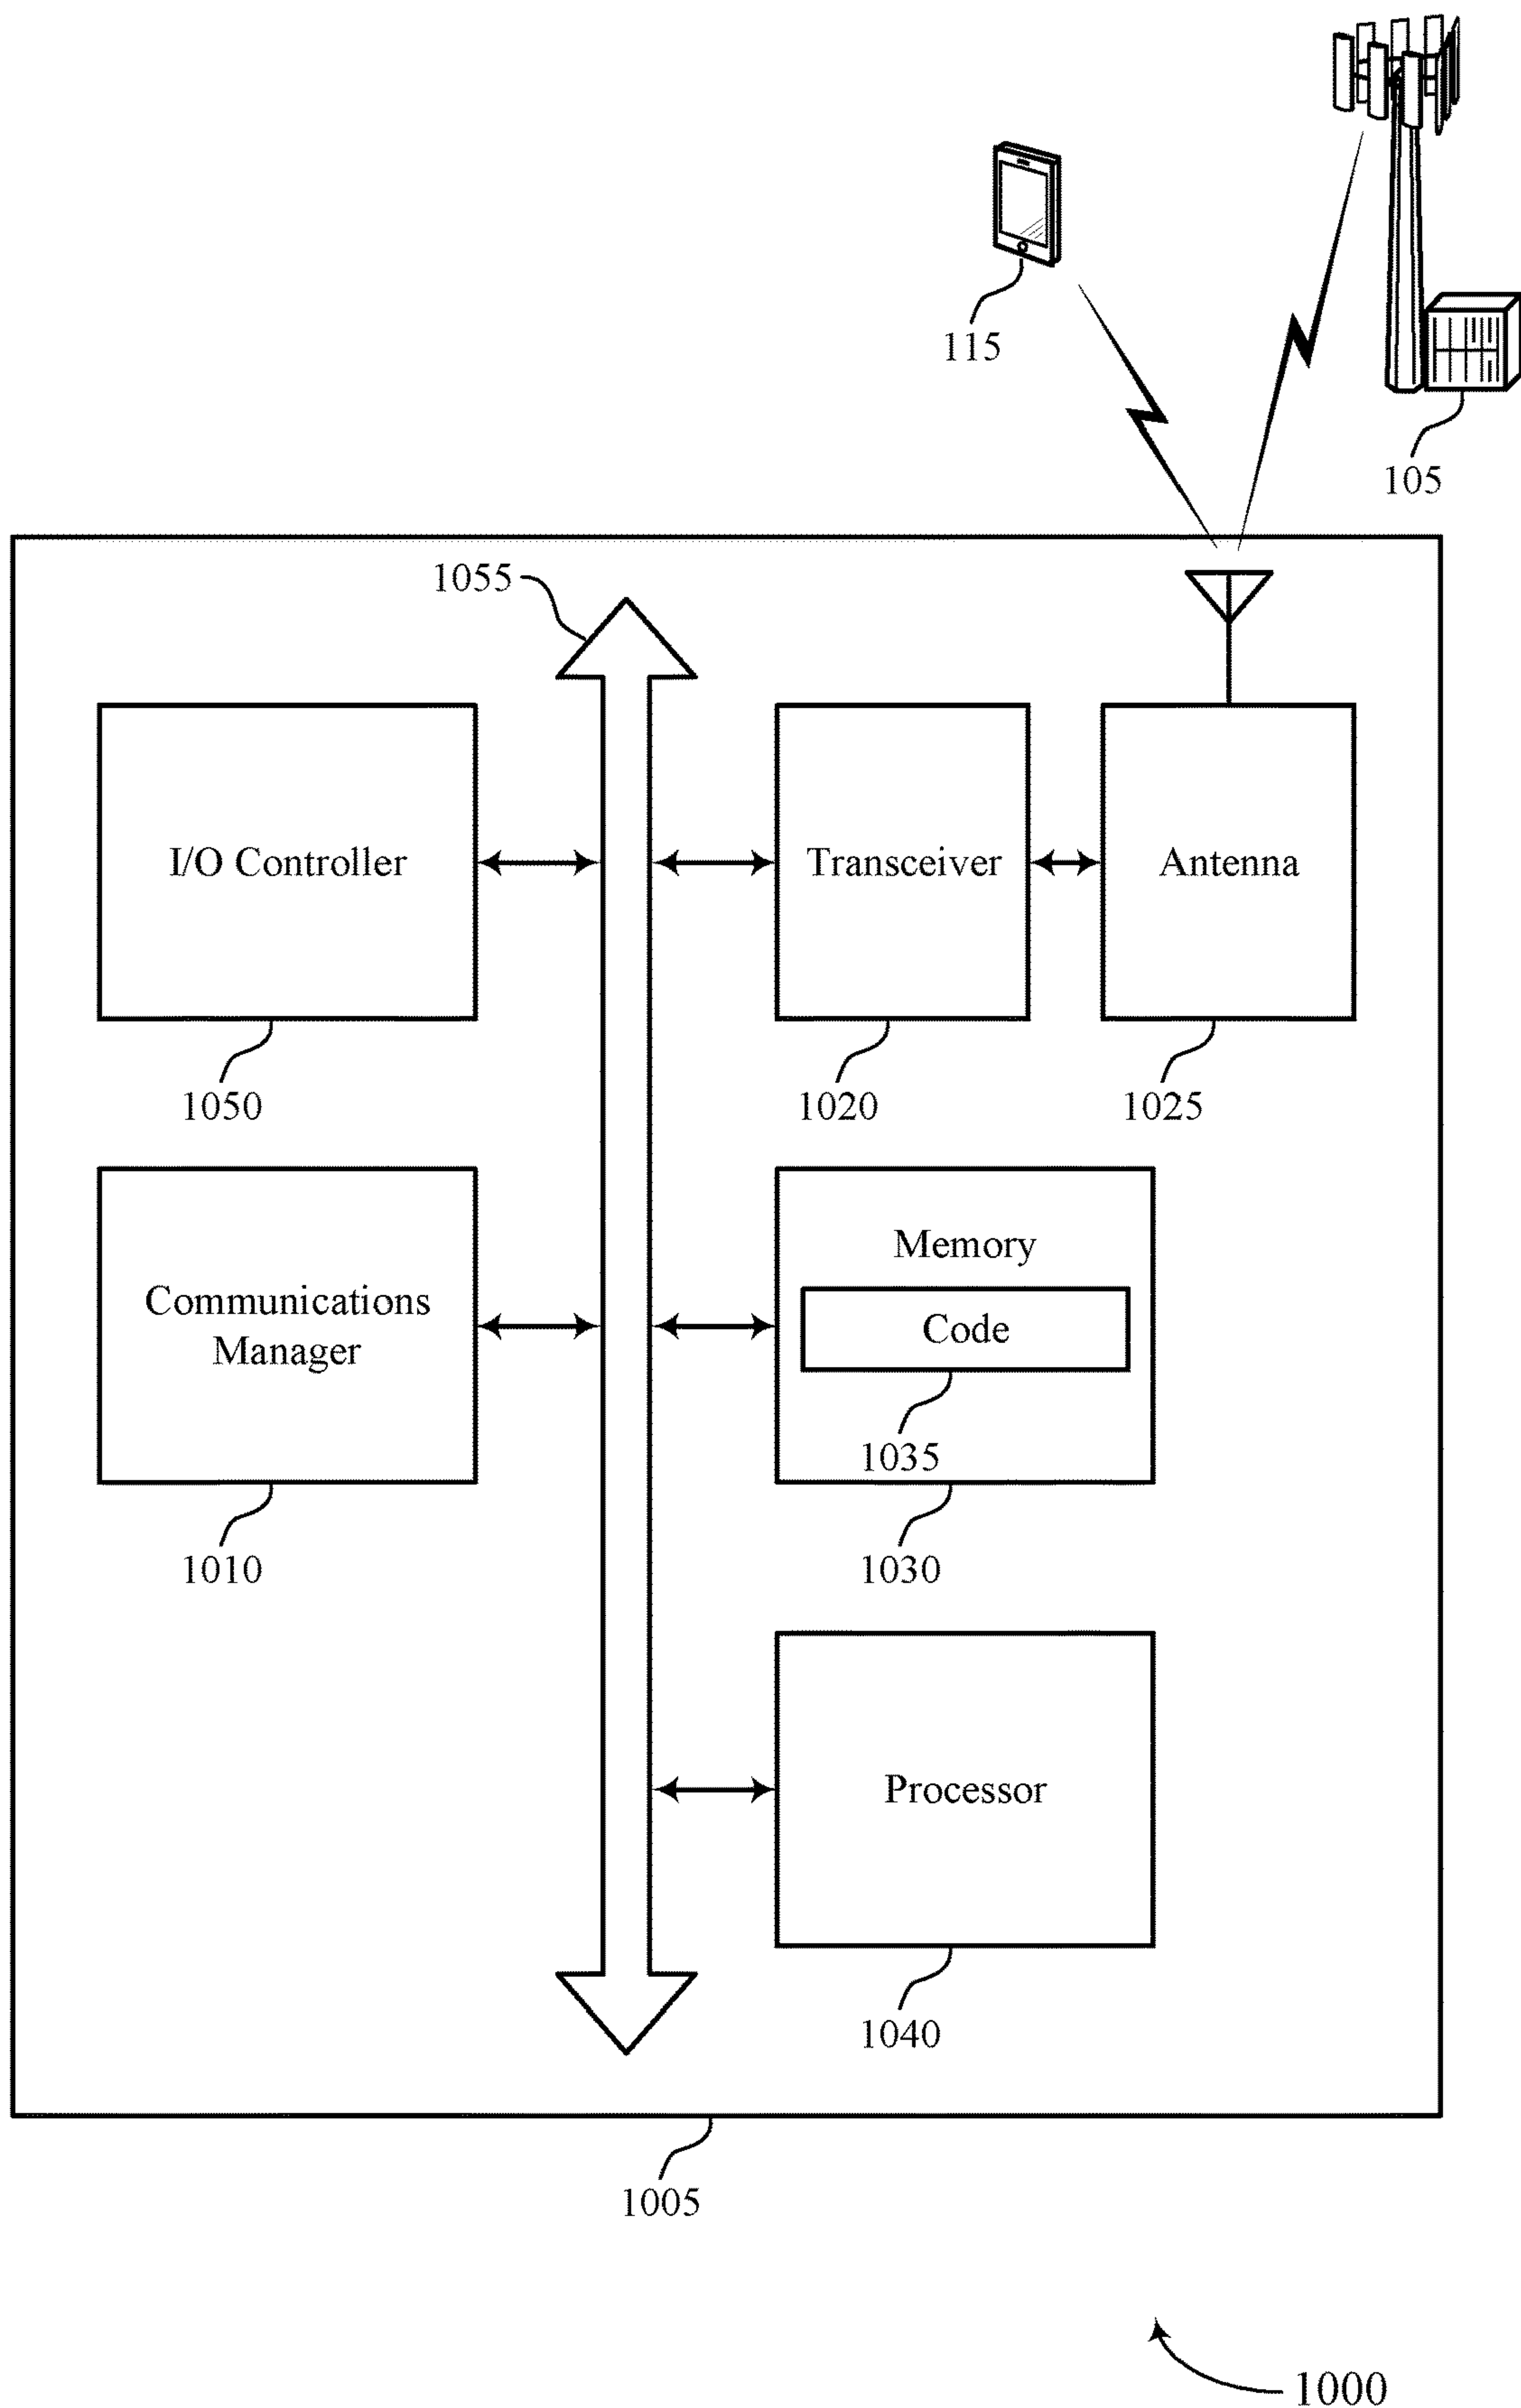 115
105
1055
I/O Controller
Transceiver
Antenna
1050
1020
1025
Communications
Manager
Memory
Code
1035
1010
1030
Processor
1040
1005
1000